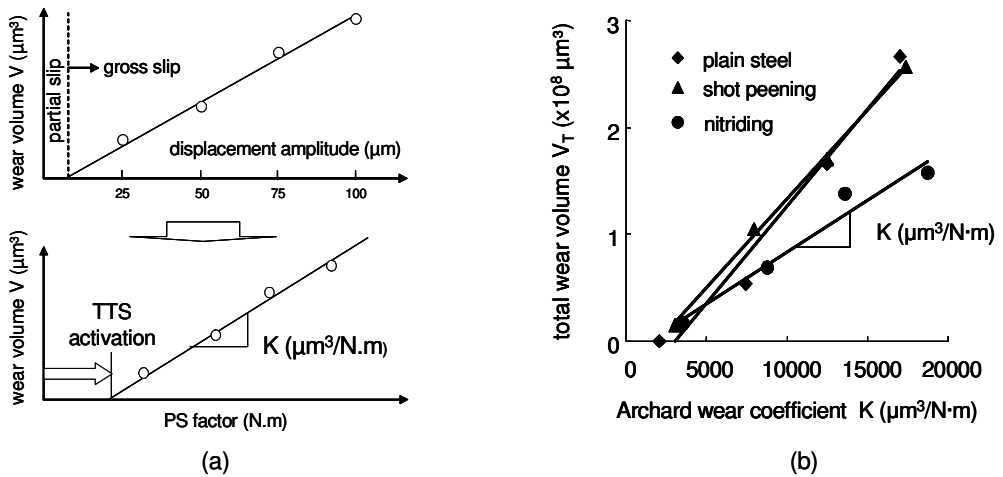 wear volume V (μm³)
partial slip
gross slip
displacement amplitude (μm)
25 50 75 100
wear volume V (μm³)
TTS
activation
K (μm³/N.m)
PS factor (N.m)
(a)
total wear volume V_T (x10⁸ μm³)
3
2
1
0
plain steel
shot peening
nitriding
K (μm³/N·m)
0 5000 10000 15000 20000
Archard wear coefficient K (μm³/N·m)
(b)